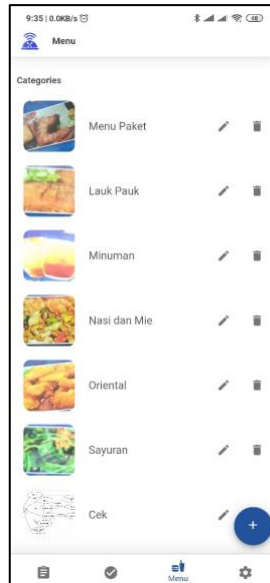 9:35 | 0.0KB/s
48
Menu
Categories
Menu Paket
Lauk Pauk
Minuman
Nasi dan Mie
Oriental
Sayuran
Cek
Menu